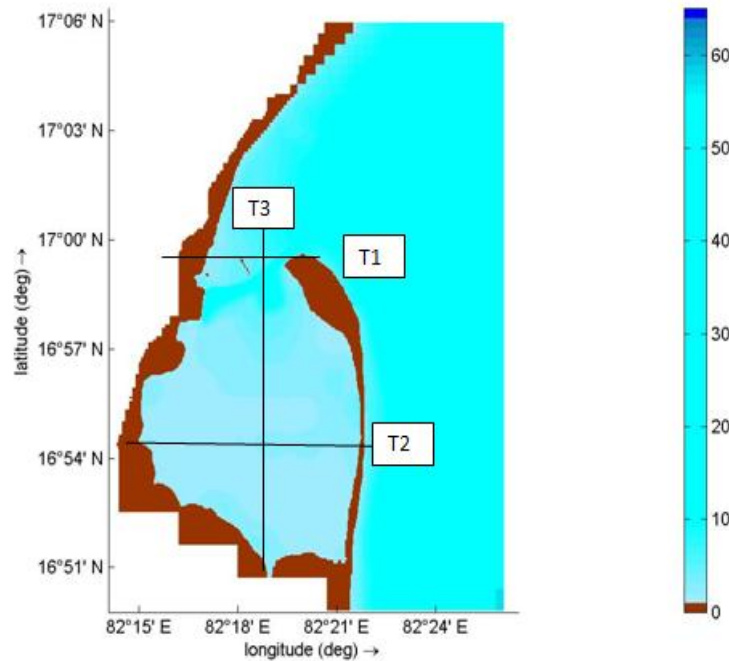 17°06' N
17°03' N
17°00' N
16°57' N
16°54' N
16°51' N
latitude (deg) →
T3
T1
T2
82°15' E 82°18' E 82°21' E 82°24' E
longitude (deg) →
60
50
40
30
20
10
0